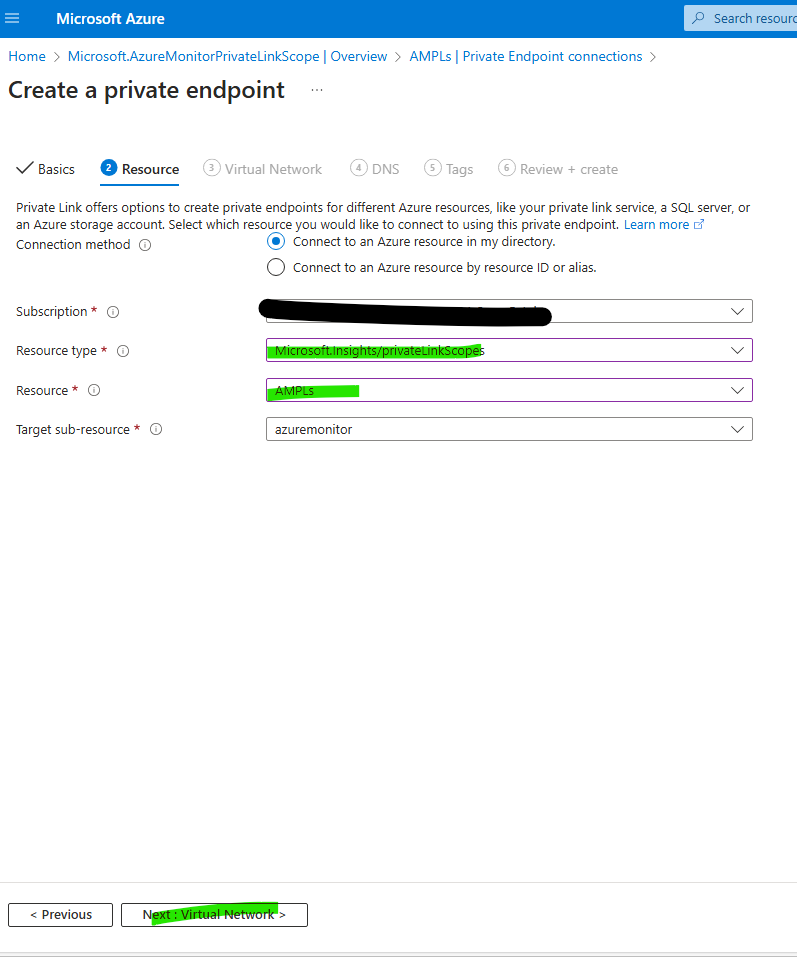 Microsoft Azure
Search resourc
Home > Microsoft.AzureMonitorPrivateLinkScope | Overview > AMPLs | Private Endpoint connections >
Create a private endpoint ...
Basics 2 Resource 3 Virtual Network 4 DNS 5 Tags 6 Review + create
Private Link offers options to create private endpoints for different Azure resources, like your private link service, a SQL server, or
an Azure storage account. Select which resource you would like to connect to using this private endpoint. Learn more
Connection method
Connect to an Azure resource in my directory.
Connect to an Azure resource by resource ID or alias.
Subscription *
Resource type *
Microsoft.Insights/privateLinkScopes
Resource *
AMPLs
Target sub-resource *
azuremonitor
< Previous
Next : Virtual Network >